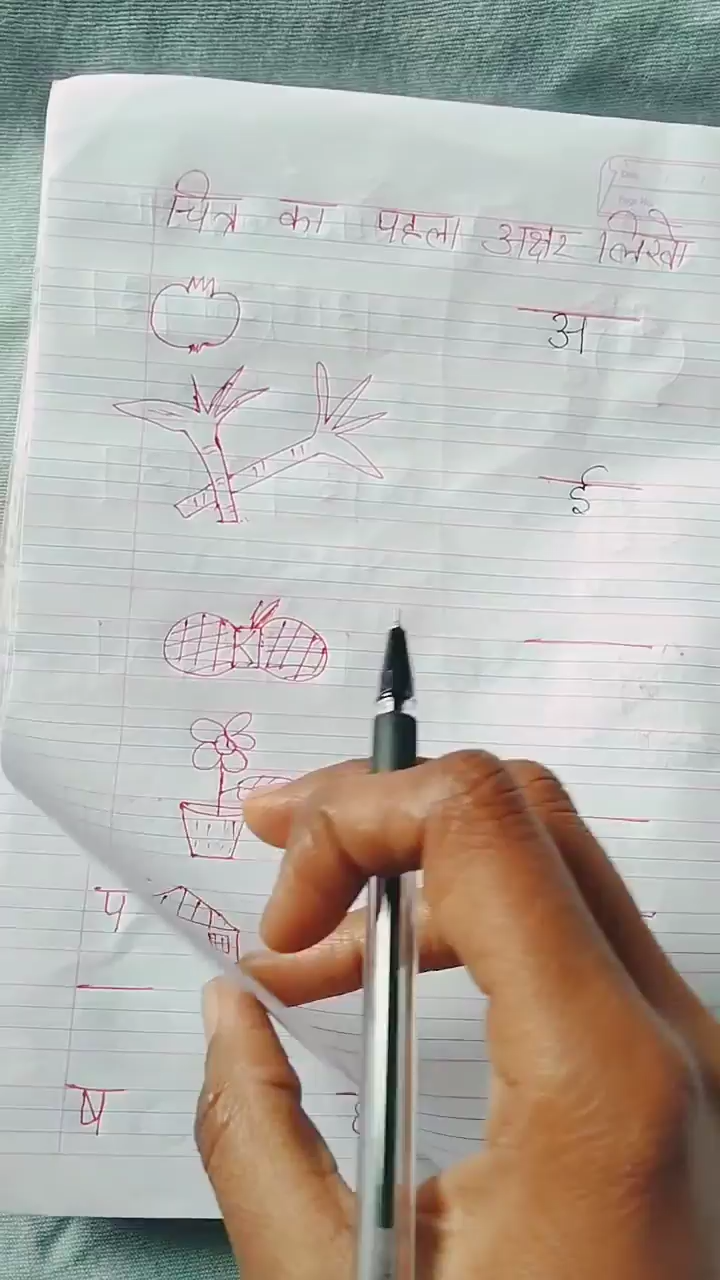 चित्र का पहला अक्षर लिखो
अ
ई
प
ष